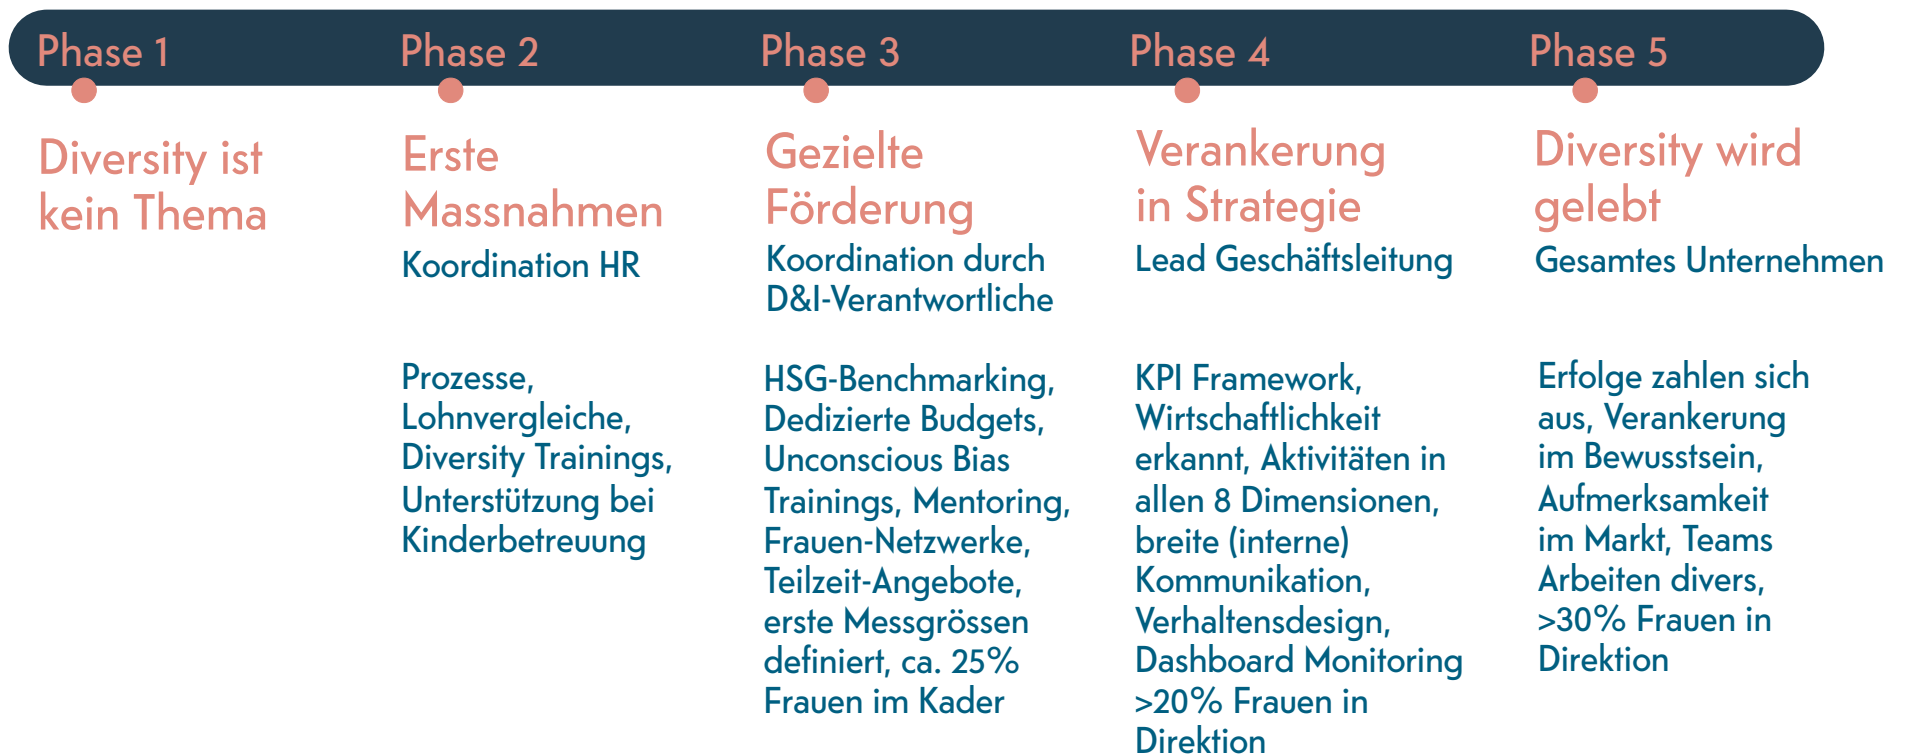 Phase 1
Phase 2
Phase 3
Phase 4
Phase 5
Diversity ist
kein Thema
Erste
Massnahmen
Koordination HR
Prozesse,
Lohnvergleiche,
Diversity Trainings,
Unterstützung bei
Kinderbetreuung
Gezielte
Förderung
Koordination durch
D&I-Verantwortliche
HSG-Benchmarking,
Dedizierte Budgets,
Unconscious Bias
Trainings, Mentoring,
Frauen-Netzwerke,
Teilzeit-Angebote,
erste Messgrössen
definiert, ca. 25%
Frauen im Kader
Verankerung
in Strategie
Lead Geschäftsleitung
KPI Framework,
Wirtschaftlichkeit
erkannt, Aktivitäten in
allen 8 Dimensionen,
breite (interne)
Kommunikation,
Verhaltensdesign,
Dashboard Monitoring
>20% Frauen in
Direktion
Diversity wird
gelebt
Gesamtes Unternehmen
Erfolge zahlen sich
aus, Verankerung
im Bewusstsein,
Aufmerksamkeit
im Markt, Teams
Arbeiten divers,
>30% Frauen in
Direktion